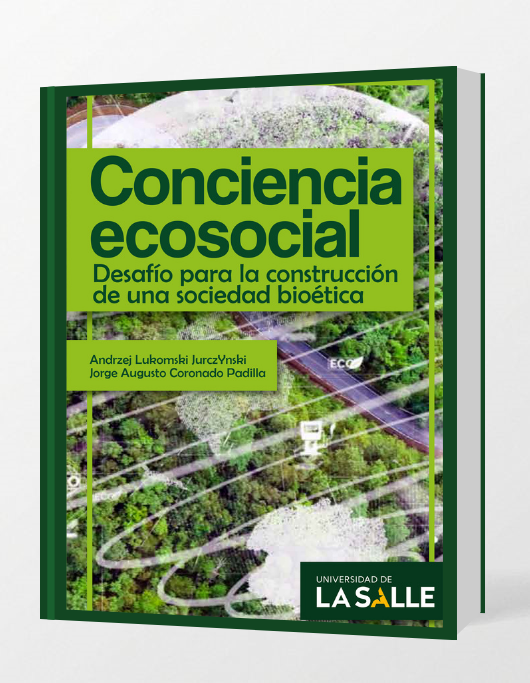 Conciencia
ecosocial
Desafío para la construcción
de una sociedad bioética
Andrzej Lukomski JurczYnski
Jorge Augusto Coronado Padilla
ECO
UNIVERSIDAD DE
LA SALLE